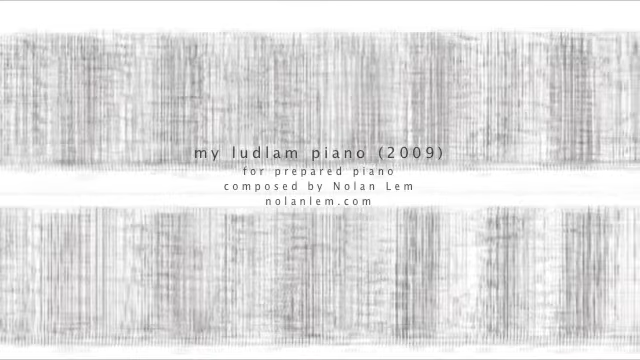 my ludlam piano (2009)
for prepared piano
composed by Nolan Lem
nolanlem.com